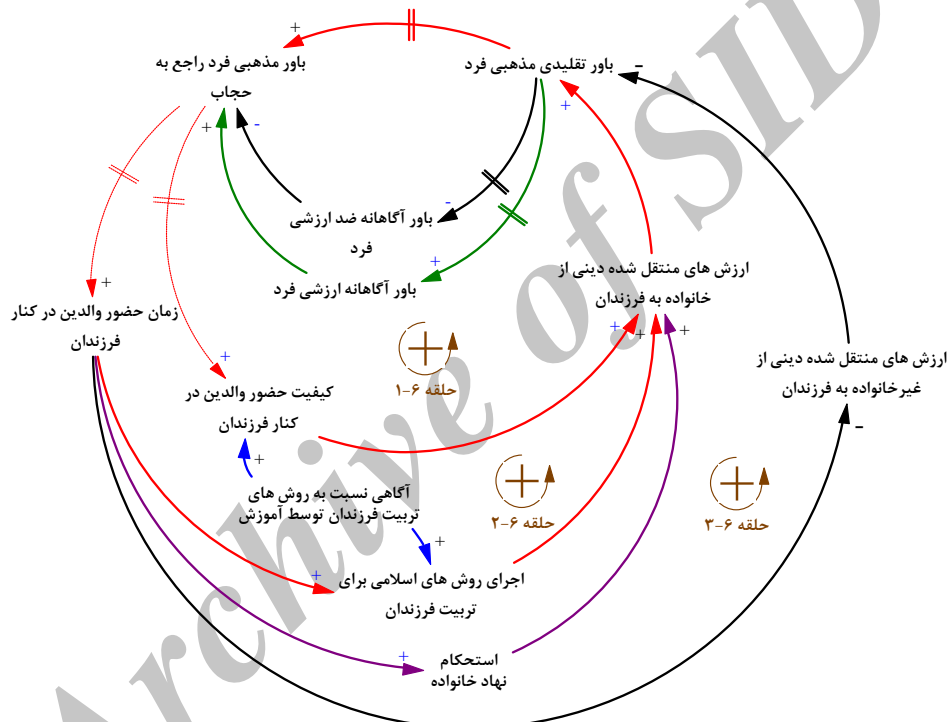 باور تقلیدی مذهبی فرد
باور مذهبی فرد راجع به
حجاب
باور آگاهانه ضد ارزشی
فرد
باور آگاهانه ارزشی فرد
ارزش های منتقل شده دینی از
خانواده به فرزندان
زمان حضور والدین در کنار
فرزندان
ارزش های منتقل شده دینی از
غیرخانواده به فرزندان
حلقه ۶-۱
کیفیت حضور والدین در
کنار فرزندان
آگاهی نسبت به روش های
تربیت فرزندان توسط آموزش
حلقه ۶-۲
حلقه ۶-۳
اجرای روش های اسلامی برای
تربیت فرزندان
استحکام
نهاد خانواده
Archive of SID